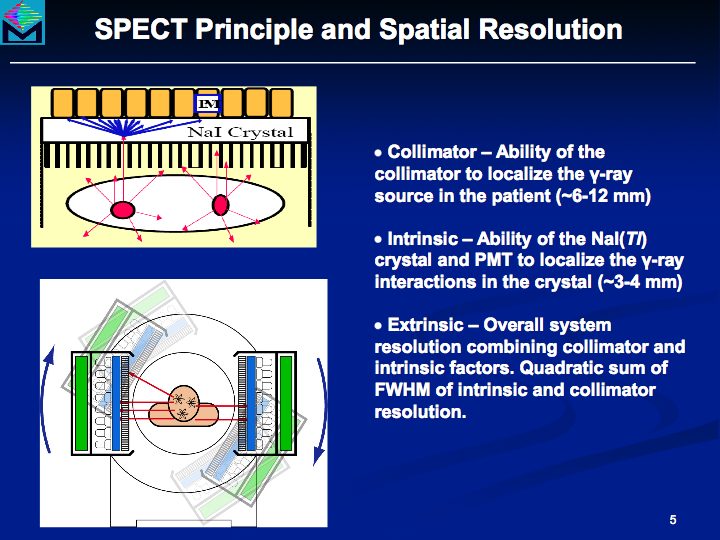 SPECT Principle and Spatial Resolution
PM
NaI Crystal
• Collimator – Ability of the
collimator to localize the γ-ray
source in the patient (~6-12 mm)
• Intrinsic – Ability of the NaI(Tl)
crystal and PMT to localize the γ-ray
interactions in the crystal (~3-4 mm)
• Extrinsic – Overall system
resolution combining collimator and
intrinsic factors. Quadratic sum of
FWHM of intrinsic and collimator
resolution.
5